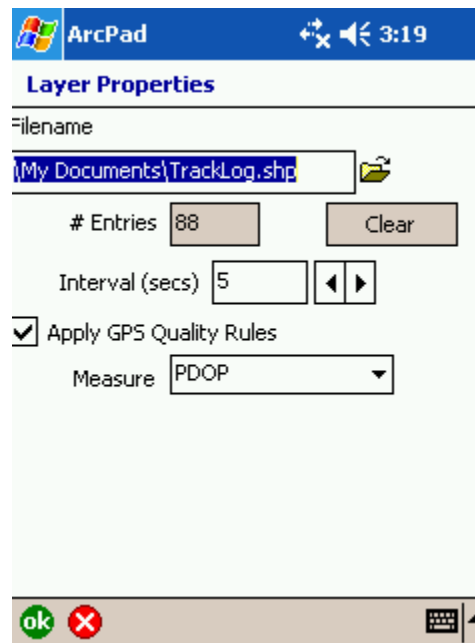 ArcPad 3:19
Layer Properties
Filename
\My Documents\TrackLog.shp
# Entries 88 Clear
Interval (secs) 5
Apply GPS Quality Rules
Measure PDOP
ok